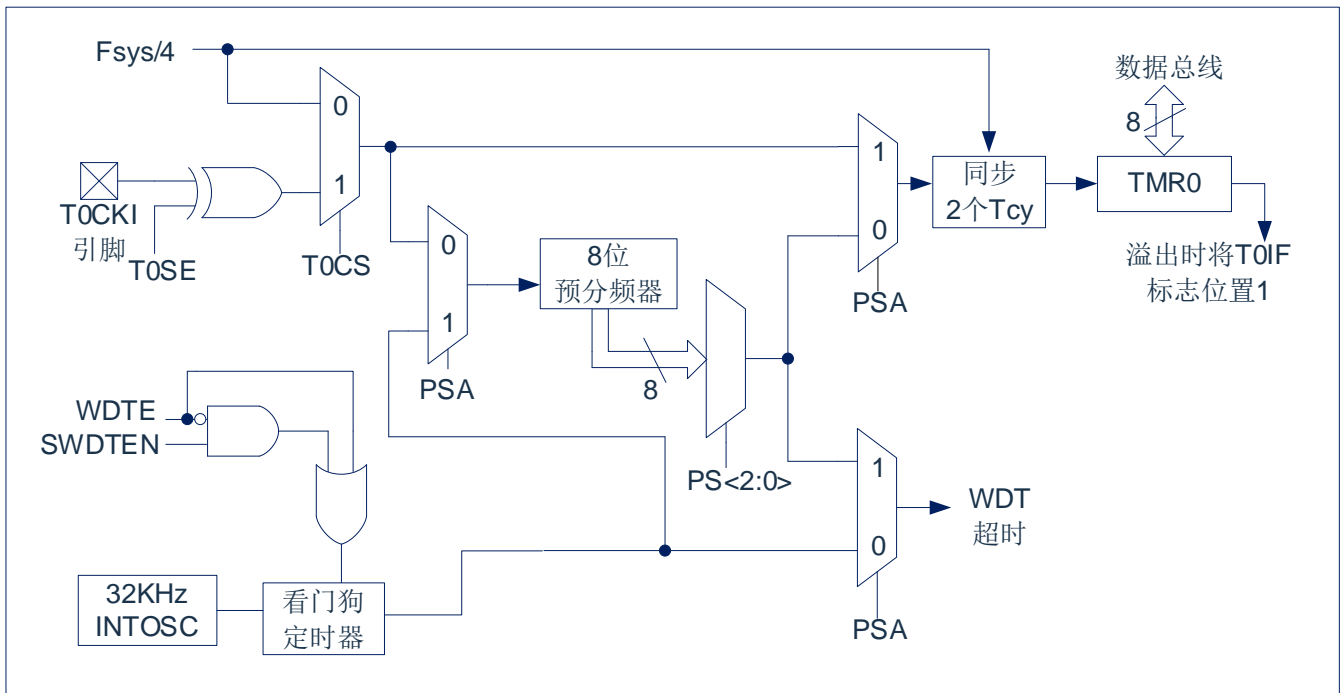 Fsys/4
数据总线
0
8
1
1
T0CKI
引脚
T0SE
T0CS
0
8位
预分频器
0
同步
2个Tcy
TMR0
溢出时将T0IF
标志位置1
PSA
1
PSA
8
WDTE
SWDTEN
PS<2:0>
1
WDT
超时
0
32KHz
INTOSC
看门狗
定时器
PSA